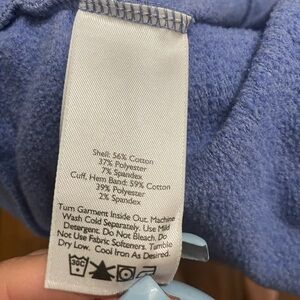 Shell: 56% Cotton
37% Polyester
7% Spandex
Cuff, Hem Band: 59% Cotton
39% Polyester
2% Spandex
Turn Garment Inside Out. Machine
Wash Cold Separately. Use Mild
Detergent. Do Not Bleach. Do
Not Use Fabric Softeners. Tumble
Dry Low. Cool Iron As Desired.
30C